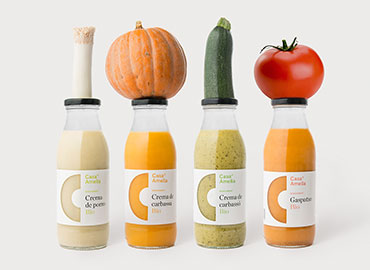 Casa
Amella
Crema
de porro
Bio
Casa
Amella
Crema de
carbassa
Bio
Casa
Amella
Crema de
carbassó
Bio
Casa
Amella
Gaspatxo
Bio